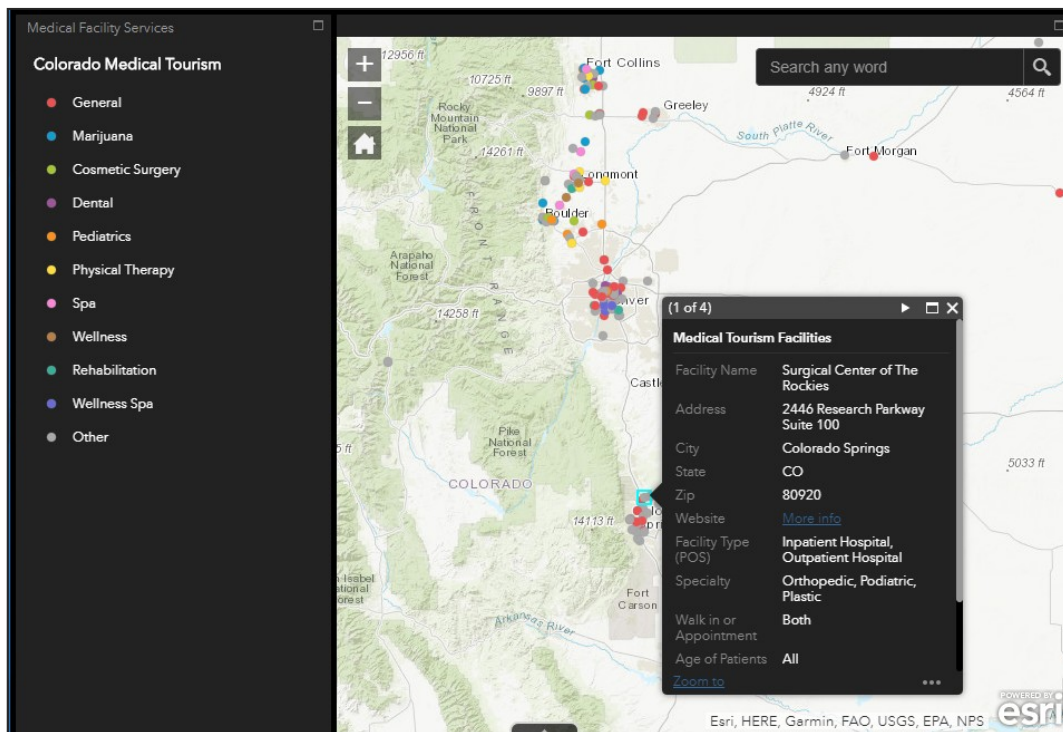 Medical Facility Services
Colorado Medical Tourism
General
Marijuana
Cosmetic Surgery
Dental
Pediatrics
Physical Therapy
Spa
Wellness
Rehabilitation
Wellness Spa
Other
+
−
Search any word
12956 ft
Fort Collins
10725 ft
9897 ft
4924 ft
4564 ft
Rocky
Mountain
National
Park
Greeley
South Platte River
14261 ft
Fort Morgan
Longmont
FRONT RANGE
Boulder
Arapaho
National
Forest
14258 ft
Pike
National
Forest
COLORADO
5033 ft
14113 ft
Fort
Carson
Arkansas River
(1 of 4)
Medical Tourism Facilities
Facility Name Surgical Center of The
Rockies
Address 2446 Research Parkway
Suite 100
City Colorado Springs
State CO
Zip 80920
Website More info
Facility Type Inpatient Hospital,
(POS) Outpatient Hospital
Specialty Orthopedic, Podiatric,
Plastic
Walk in or Both
Appointment
Age of Patients All
Zoom to
Esri, HERE, Garmin, FAO, USGS, EPA, NPS
POWERED BY
esri